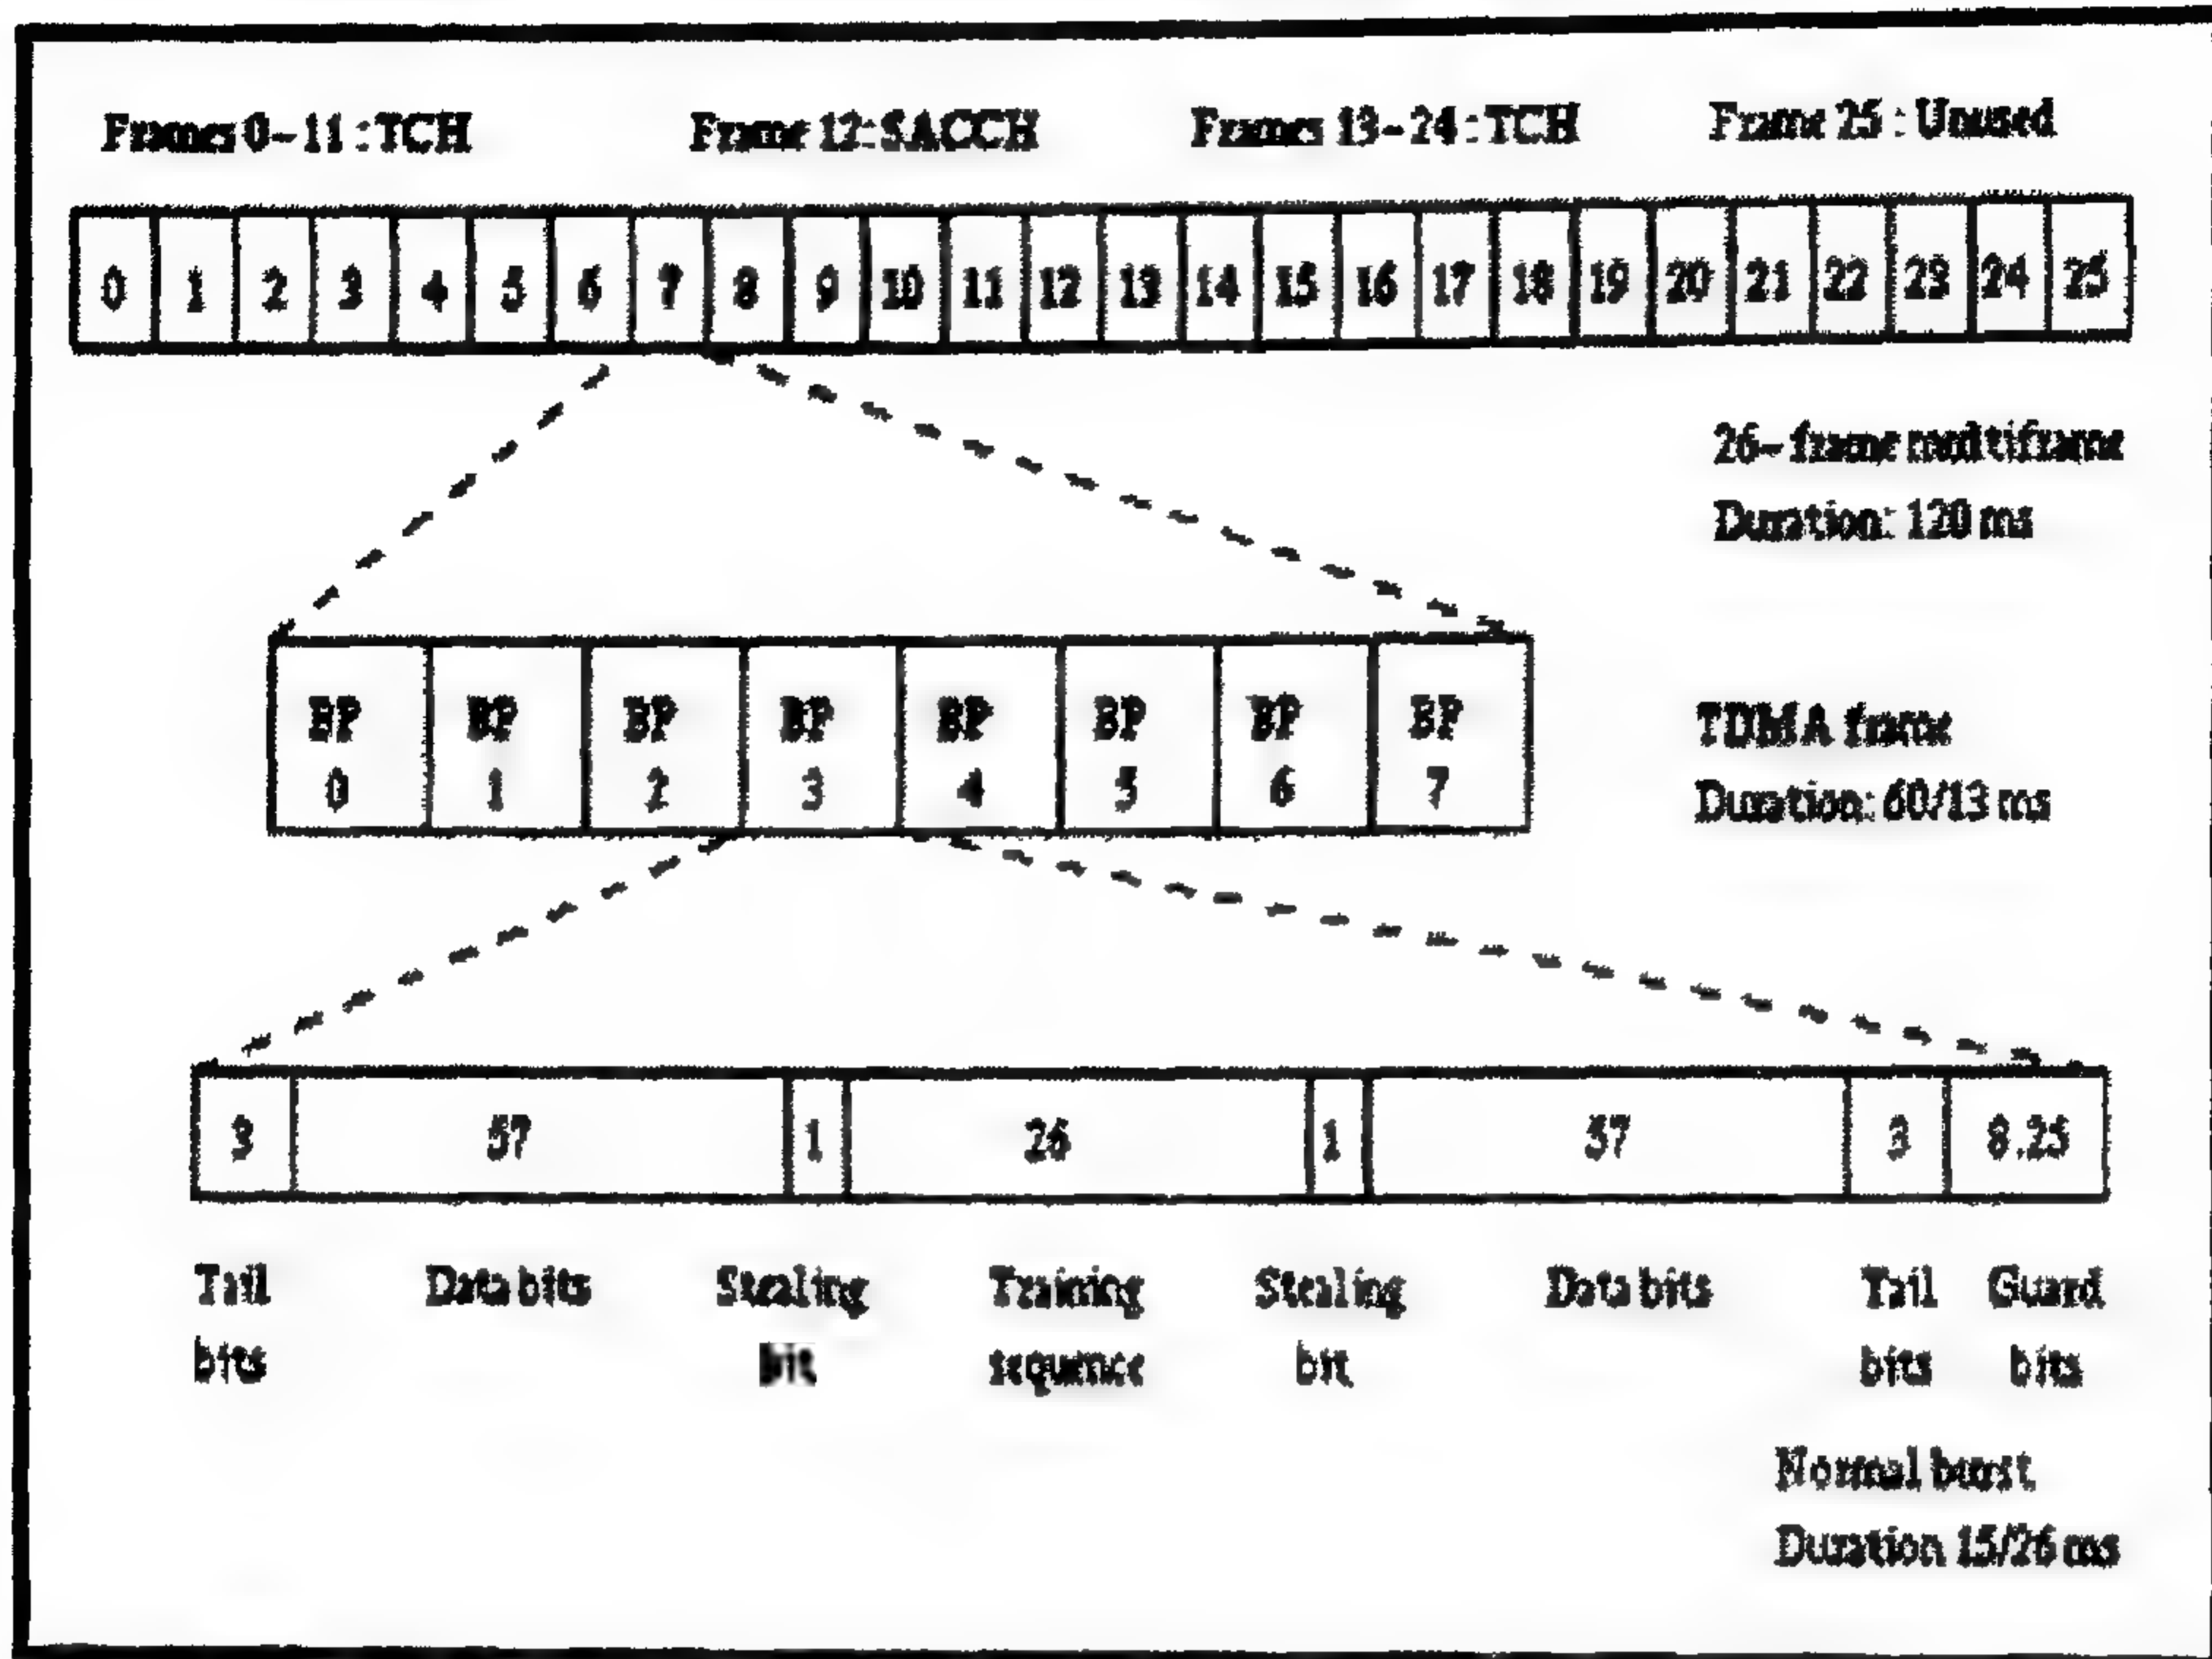 Frames 0-11 : TCH Frame 12: SACCH Frames 13-24 : TCH Frame 25 : Unused
0 1 2 3 4 5 6 7 8 9 10 11 12 13 14 15 16 17 18 19 20 21 22 23 24 25
26-frame multiframe
Duration: 120 ms
BP BP BP BP BP BP BP BP
0 1 2 3 4 5 6 7
TDMA frame
Duration: 60/13 ms
3 57 1 26 1 57 3 8.25
Tail Data bits Stealing Training Stealing Data bits Tail Guard
bits bit sequence bit bits bits
Normal burst
Duration 15/26 ms